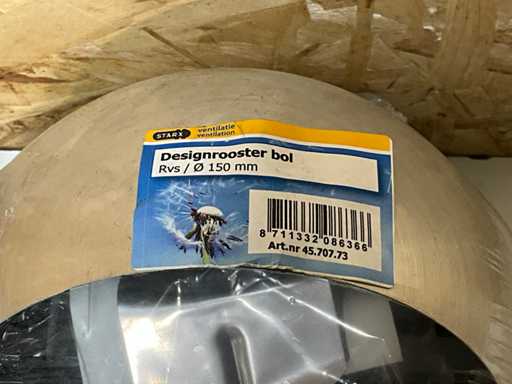 STARX
ventilatie
ventilation
Designrooster bol
Rvs / Ø 150 mm
8 711332 086366
Art.nr 45.707.73